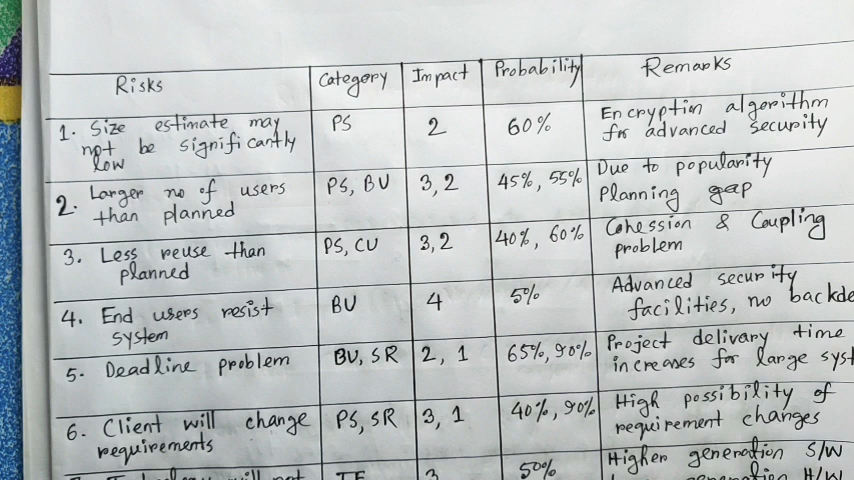 Risks Category Impact Probability Remarks
1. Size estimate may not be significantly low PS 2 60% Encryption algorithm for advanced security
2. Larger no of users than planned PS, BU 3,2 45%, 55% Due to popularity Planning gap
3. Less reuse than planned PS, CU 3,2 40%, 60% Cohession & Coupling problem
4. End users resist system BU 4 5% Advanced security facilities, no backdo
5. Deadline problem BU, SR 2, 1 65%, 90% Project delivary time increases for large syst
6. Client will change requirements PS, SR 3, 1 40%, 90% High possibility of requirement changes
will not TE 3 50% Higher generation S/W
generation H/W